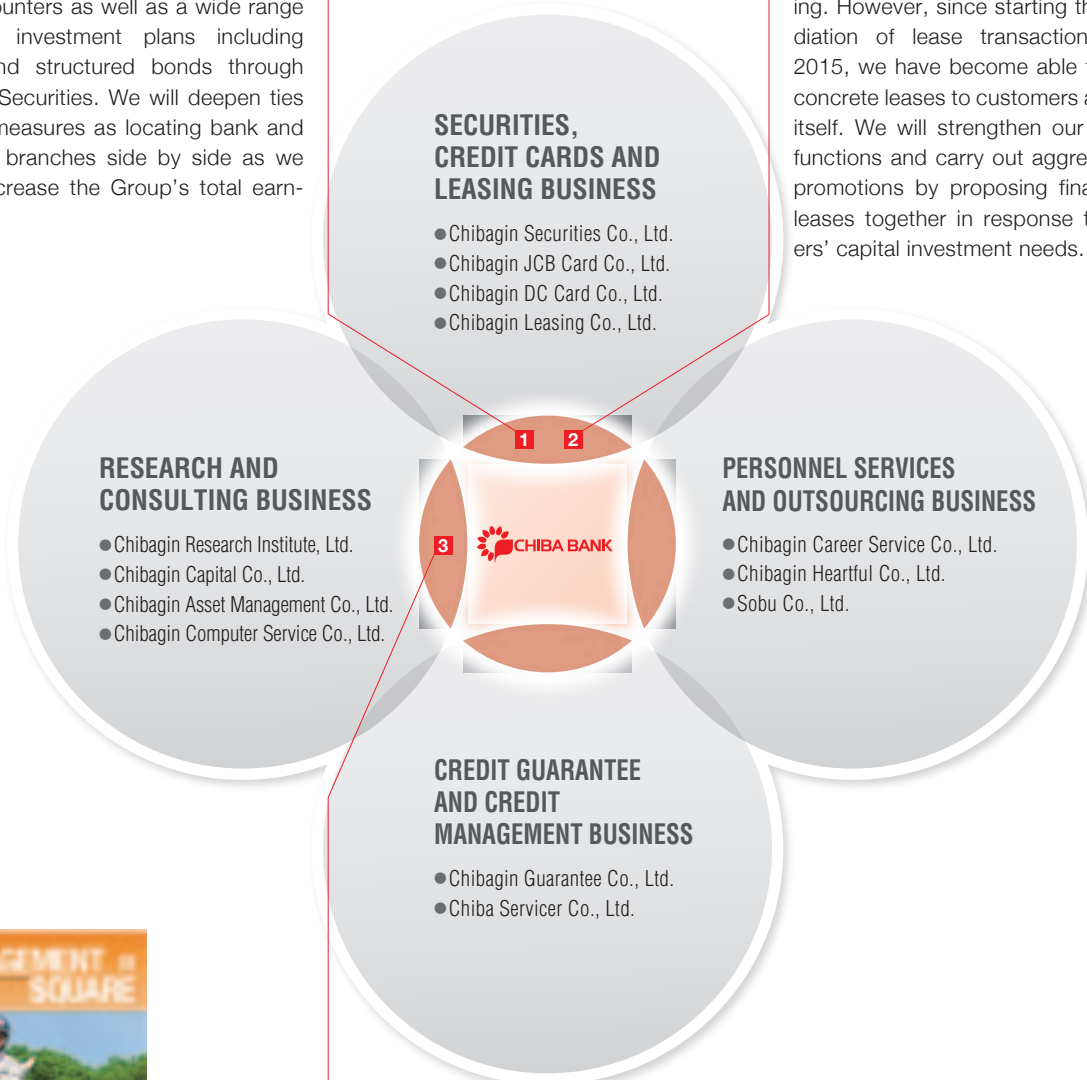 ounters as well as a wide range
investment plans including
nd structured bonds through
Securities. We will deepen ties
measures as locating bank and
branches side by side as we
crease the Group's total earn-
ing. However, since starting th
diation of lease transaction
2015, we have become able t
concrete leases to customers a
itself. We will strengthen our
functions and carry out aggre
promotions by proposing fina
leases together in response t
ers' capital investment needs.
SECURITIES,
CREDIT CARDS AND
LEASING BUSINESS
●Chibagin Securities Co., Ltd.
●Chibagin JCB Card Co., Ltd.
●Chibagin DC Card Co., Ltd.
●Chibagin Leasing Co., Ltd.
1 2
RESEARCH AND
CONSULTING BUSINESS
●Chibagin Research Institute, Ltd.
●Chibagin Capital Co., Ltd.
●Chibagin Asset Management Co., Ltd.
●Chibagin Computer Service Co., Ltd.
3
CHIBA BANK
PERSONNEL SERVICES
AND OUTSOURCING BUSINESS
●Chibagin Career Service Co., Ltd.
●Chibagin Heartful Co., Ltd.
●Sobu Co., Ltd.
CREDIT GUARANTEE
AND CREDIT
MANAGEMENT BUSINESS
●Chibagin Guarantee Co., Ltd.
●Chiba Servicer Co., Ltd.
GEMENT
SQUARE